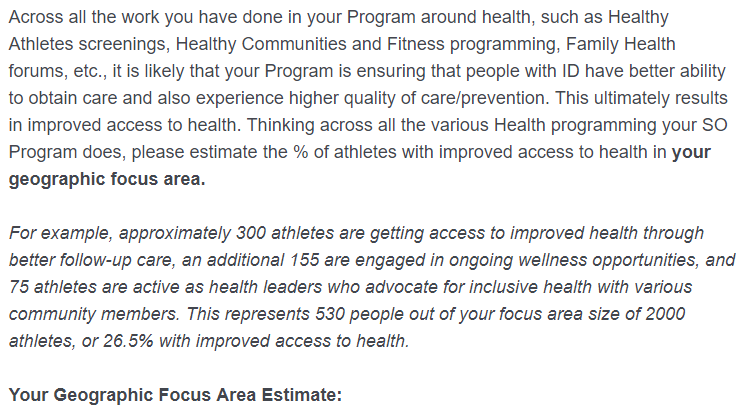 Across all the work you have done in your Program around health, such as Healthy
Athletes screenings, Healthy Communities and Fitness programming, Family Health
forums, etc., it is likely that your Program is ensuring that people with ID have better ability
to obtain care and also experience higher quality of care/prevention. This ultimately results
in improved access to health. Thinking across all the various Health programming your SO
Program does, please estimate the % of athletes with improved access to health in your
geographic focus area.
For example, approximately 300 athletes are getting access to improved health through
better follow-up care, an additional 155 are engaged in ongoing wellness opportunities, and
75 athletes are active as health leaders who advocate for inclusive health with various
community members. This represents 530 people out of your focus area size of 2000
athletes, or 26.5% with improved access to health.
Your Geographic Focus Area Estimate: